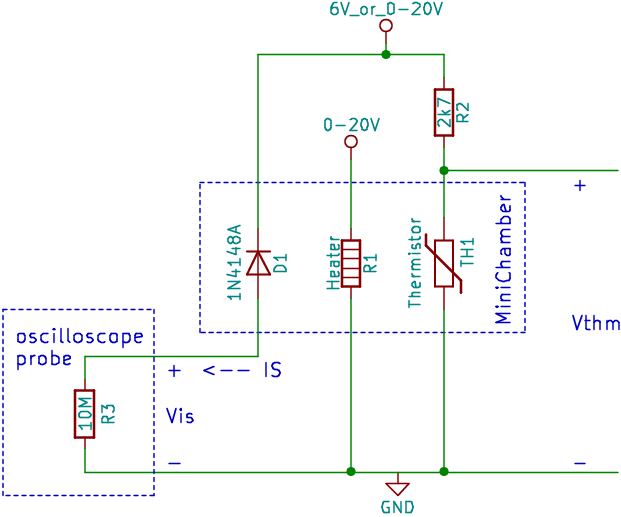 6V_or_0-20V
2k7
R2
0-20V
+
1N4148A
D1
Heater
R1
Thermistor
TH1
MiniChamber
Vthm
oscilloscope
probe
+ <-- IS
10M
R3
Vis
-
-
GND